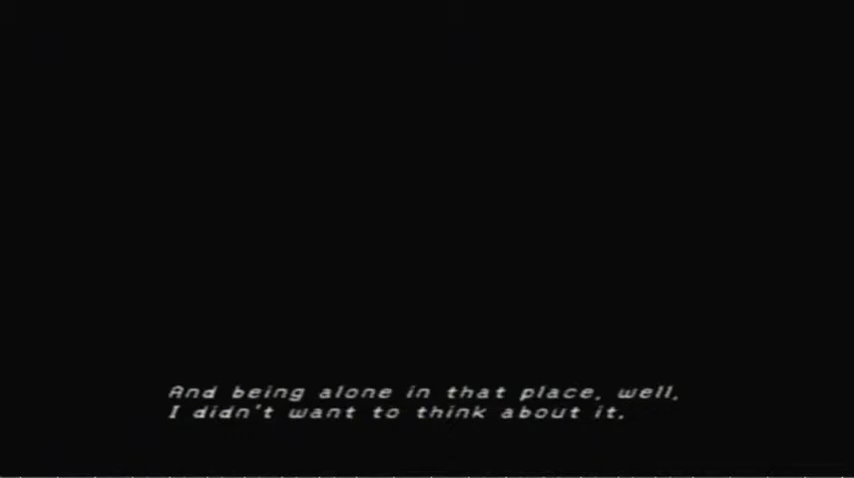 And being alone in that place, well,
I didn't want to think about it.